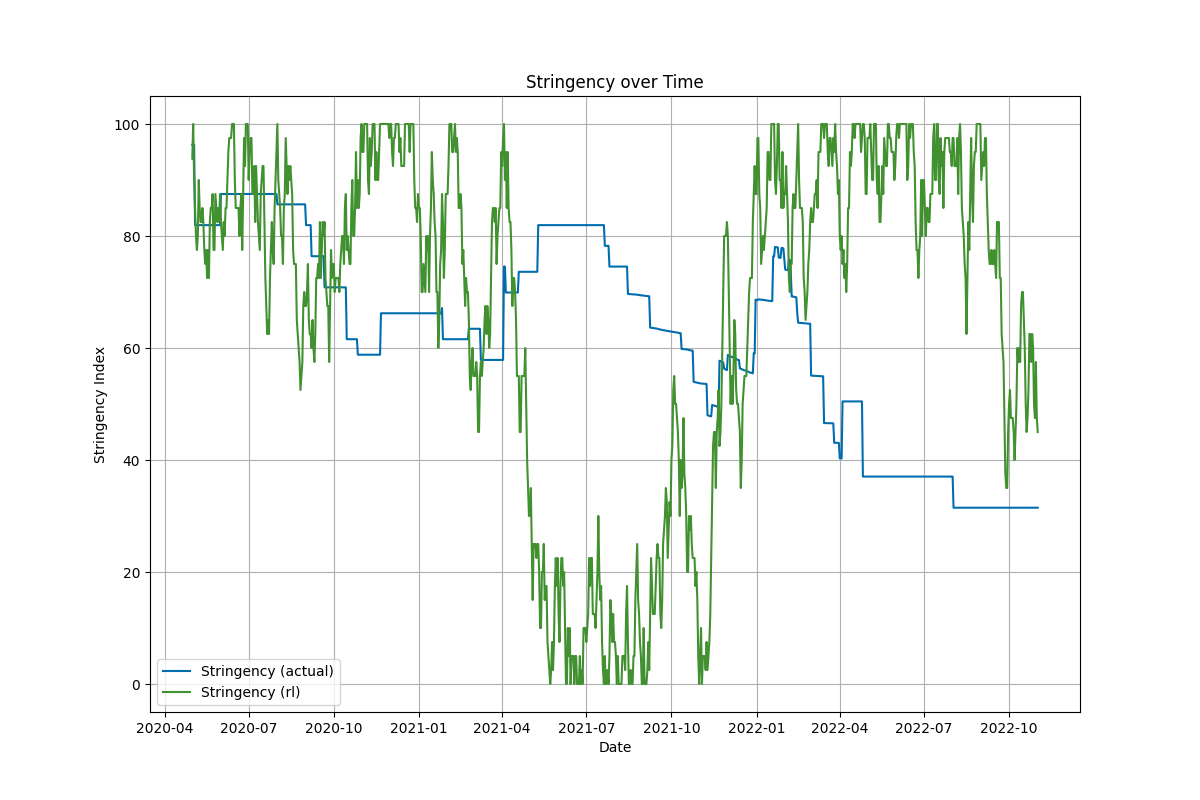 Stringency over Time
Stringency Index
100
80
60
40
20
0
Stringency (actual)
Stringency (rl)
2020-04 2020-07 2020-10 2021-01 2021-04 2021-07 2021-10 2022-01 2022-04 2022-07 2022-10
Date